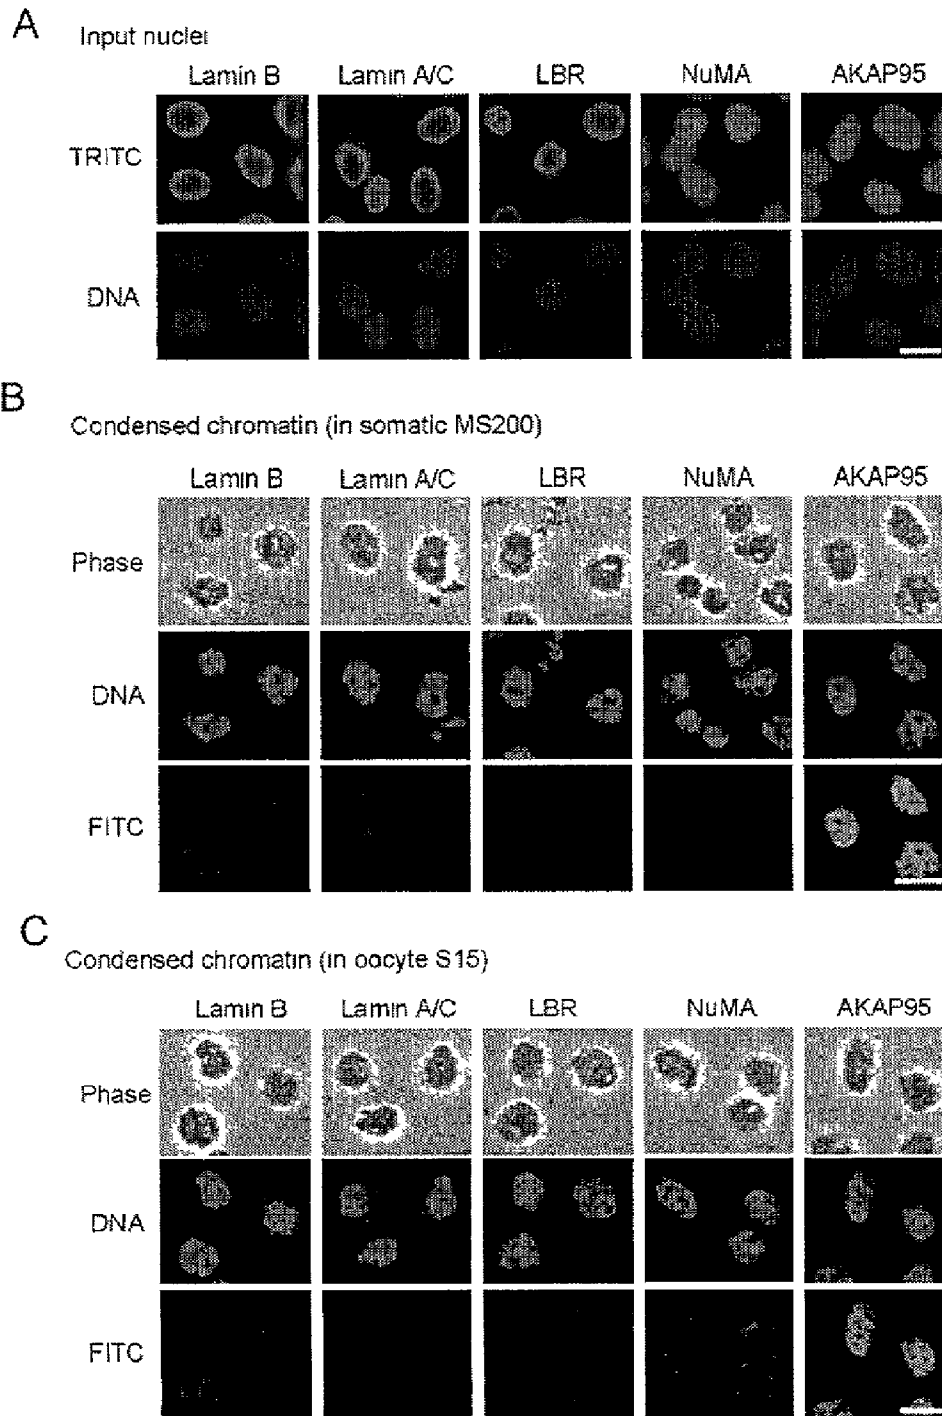 A
Input nuclei
Lamin B Lamin A/C LBR NuMA AKAP95
TRITC
DNA
B
Condensed chromatin (in somatic MS200)
Lamin B Lamin A/C LBR NuMA AKAP95
Phase
DNA
FITC
C
Condensed chromatin (in oocyte S15)
Lamin B Lamin A/C LBR NuMA AKAP95
Phase
DNA
FITC